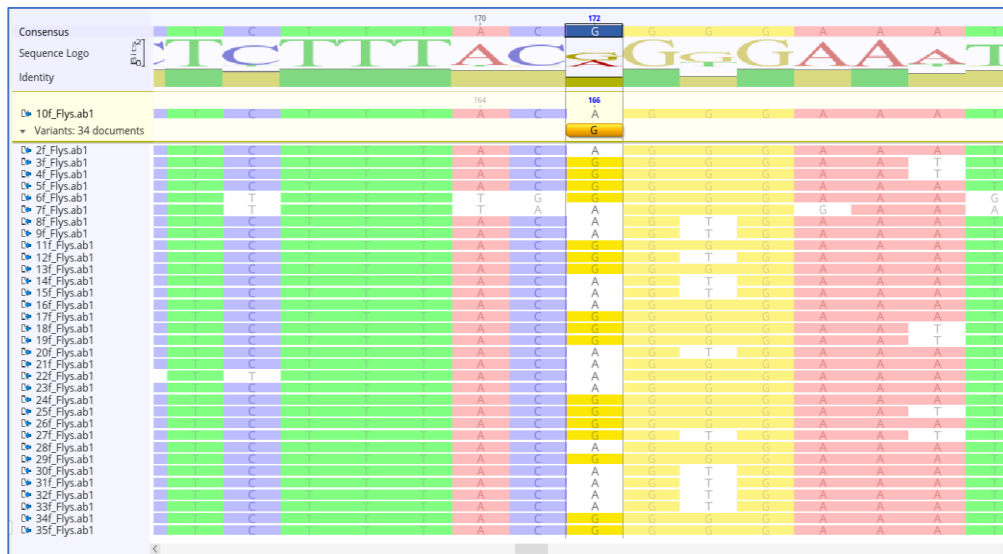 170 172
Consensus T C T T T A C G G G G A A A T
Sequence Logo Bits 2 T C T T T A C G G G G A A A T
Identity
164 166
10f_Flys.ab1 T C T T T A C A G G G A A A T
Variants: 34 documents G
2f_Flys.ab1 T C T T T A C A G G G A A A T
3f_Flys.ab1 T C T T T A C G G G G A A T T
4f_Flys.ab1 T C T T T A C G G G G A A T T
5f_Flys.ab1 T C T T T A C G G G G A A A T
6f_Flys.ab1 T T T T T T G G G G G A A A G
7f_Flys.ab1 T T T T T T A A G G G G A A A
8f_Flys.ab1 T C T T T A C A G T G A A A T
9f_Flys.ab1 T C T T T A C A G T G A A A T
11f_Flys.ab1 T C T T T A C G G G G A A A T
12f_Flys.ab1 T C T T T A C G G T G A A A T
13f_Flys.ab1 T C T T T A C G G G G A A A T
14f_Flys.ab1 T C T T T A C A G T G A A A T
15f_Flys.ab1 T C T T T A C A G T G A A A T
16f_Flys.ab1 T C T T T A C A G G G A A A T
17f_Flys.ab1 T C T T T A C G G G G A A A T
18f_Flys.ab1 T C T T T A C G G G G A A T T
19f_Flys.ab1 T C T T T A C G G G G A A T T
20f_Flys.ab1 T C T T T A C A G T G A A A T
21f_Flys.ab1 T C T T T A C A G G G A A A T
22f_Flys.ab1 T T T T T A C A G G G A A A T
23f_Flys.ab1 T C T T T A C A G G G A A A T
24f_Flys.ab1 T C T T T A C G G G G A A A T
25f_Flys.ab1 T C T T T A C G G G G A A T T
26f_Flys.ab1 T C T T T A C G G G G A A A T
27f_Flys.ab1 T C T T T A C G G T G A A T T
28f_Flys.ab1 T C T T T A C A G G G A A A T
29f_Flys.ab1 T C T T T A C G G G G A A A T
30f_Flys.ab1 T C T T T A C A G T G A A A T
31f_Flys.ab1 T C T T T A C A G T G A A A T
32f_Flys.ab1 T C T T T A C A G T G A A A T
33f_Flys.ab1 T C T T T A C A G T G A A A T
34f_Flys.ab1 T C T T T A C G G G G A A A T
35f_Flys.ab1 T C T T T A C G G G G A A A T